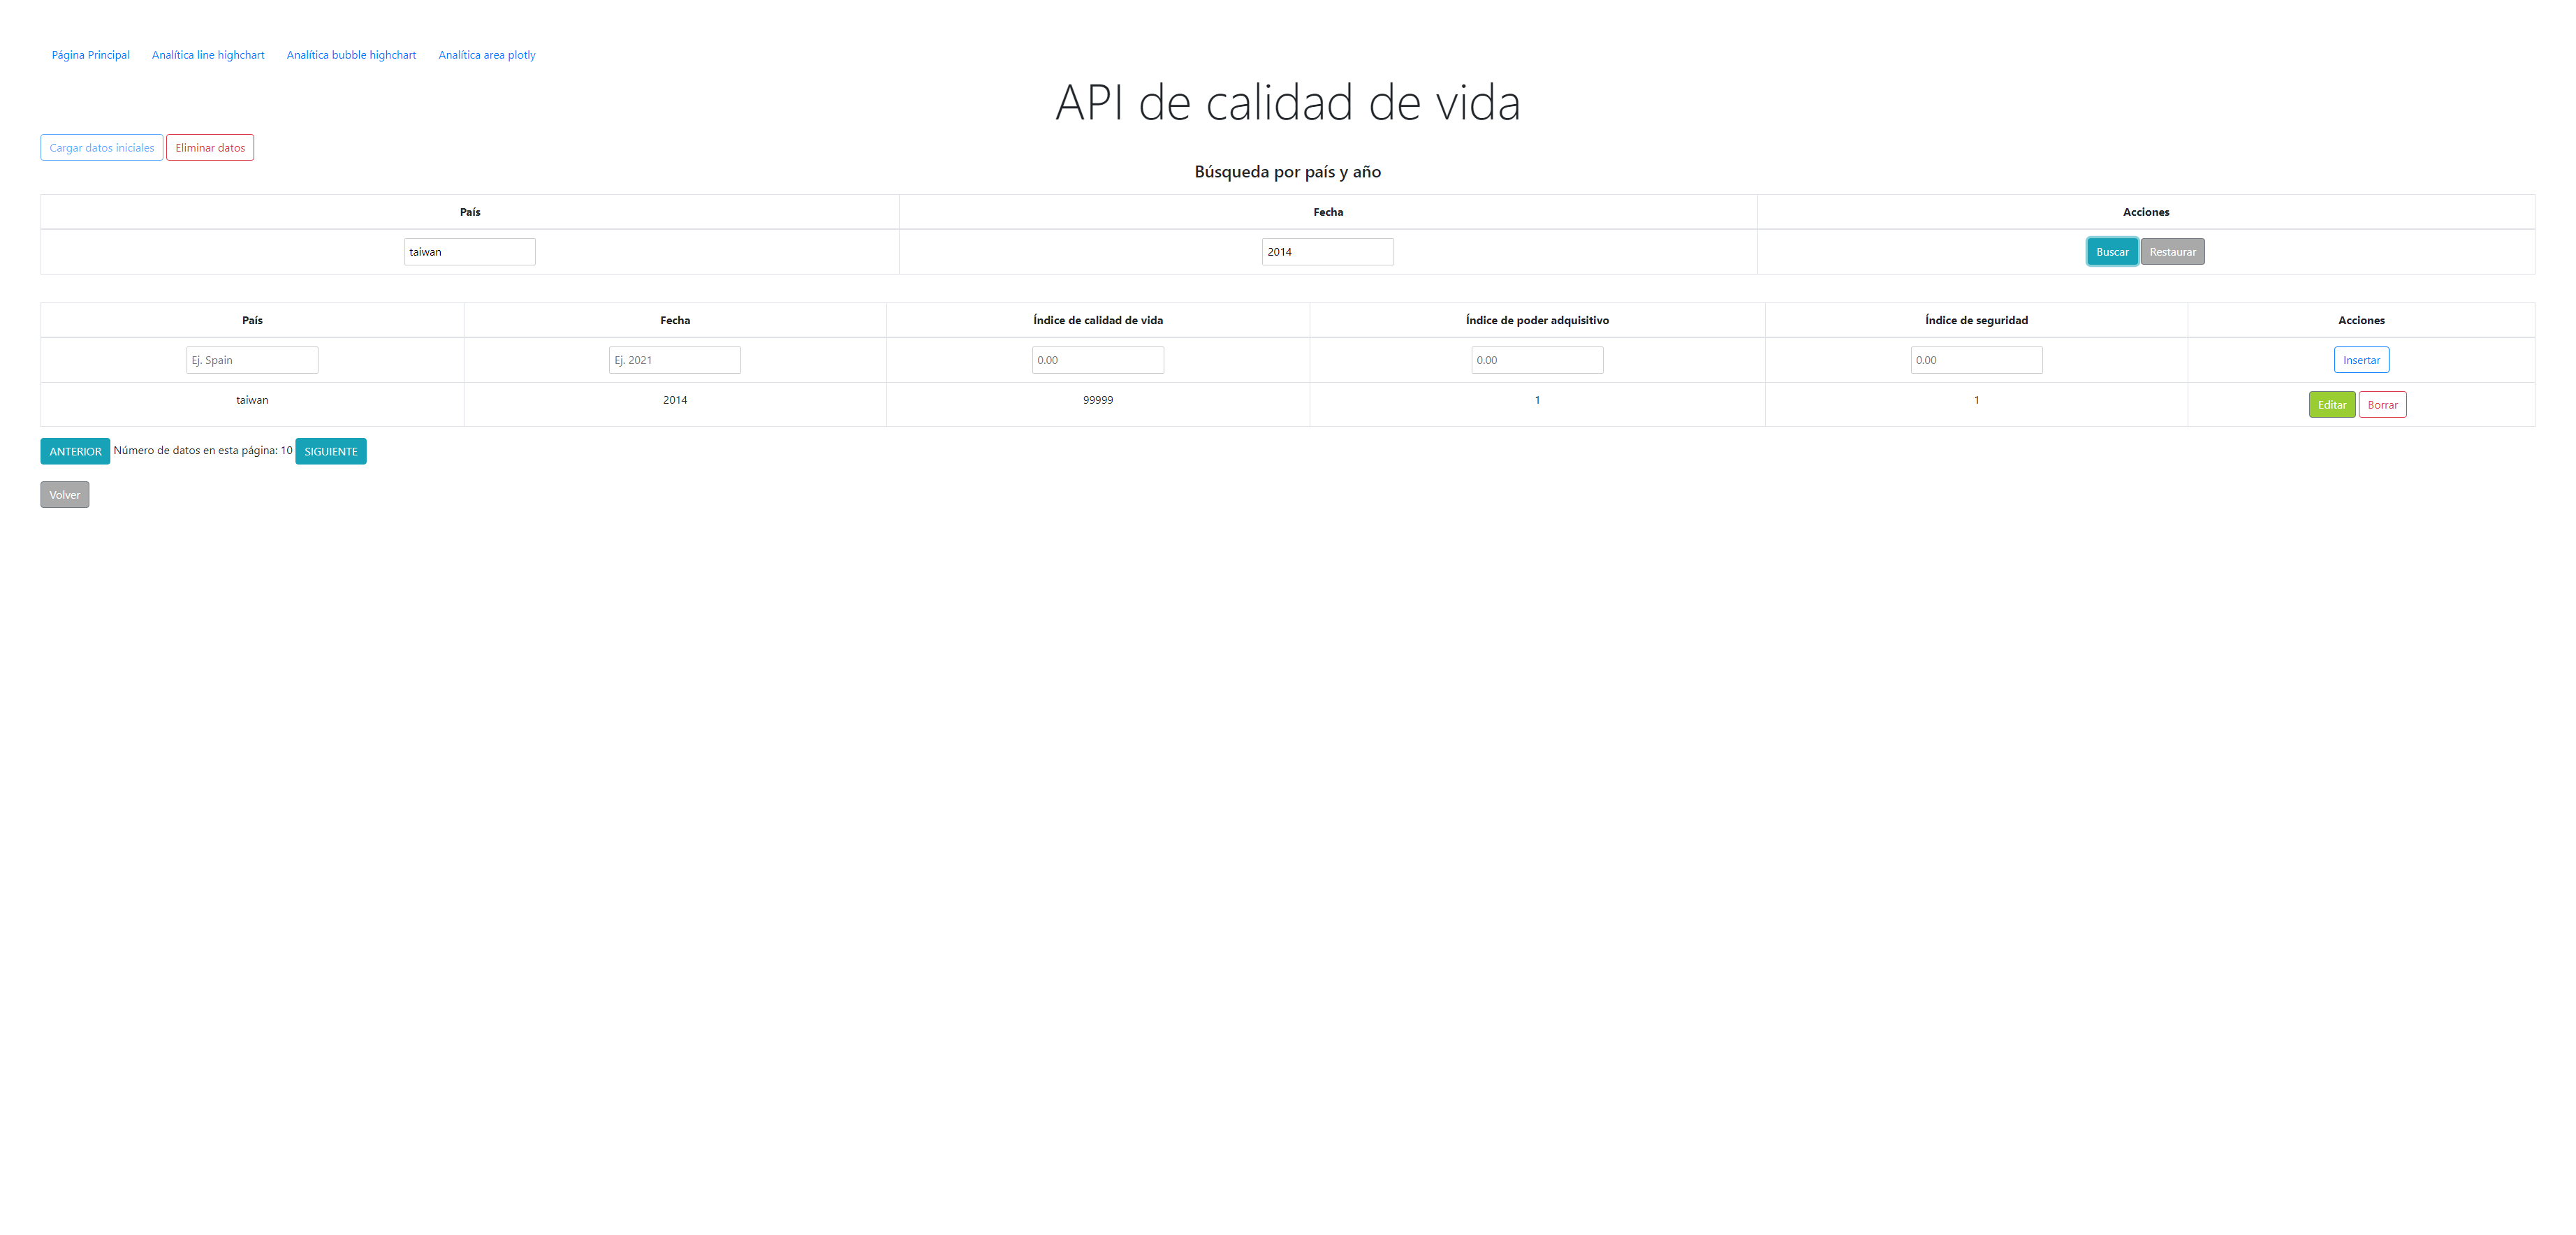 Página Principal Analítica line highchart Analítica bubble highchart Analítica area plotly
API de calidad de vida
Cargar datos iniciales Eliminar datos
Búsqueda por país y año
País Fecha Acciones
taiwan 2014 Buscar Restaurar
País Fecha Índice de calidad de vida Índice de poder adquisitivo Índice de seguridad Acciones
Ej. Spain Ej. 2021 0.00 0.00 0.00 Insertar
taiwan 2014 99999 1 1 Editar Borrar
ANTERIOR Número de datos en esta página: 10 SIGUIENTE
Volver